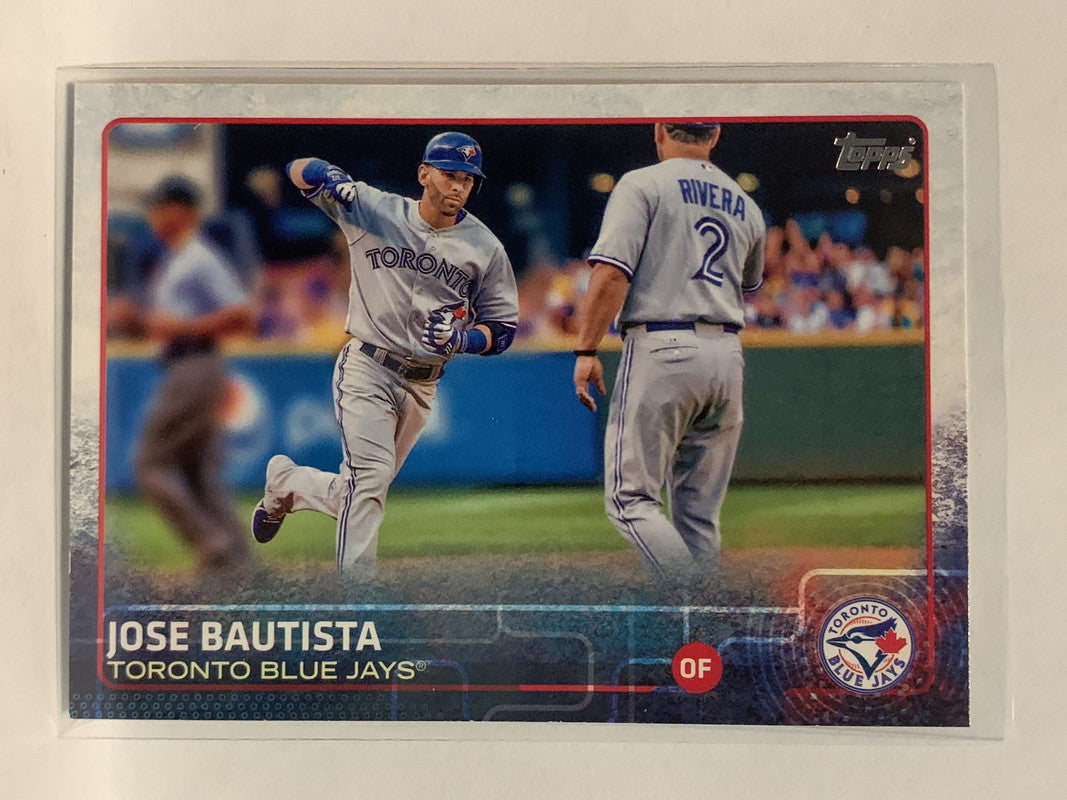 Topps
RIVERA
2
TORONTO
JOSE BAUTISTA
TORONTO BLUE JAYS®
OF
TORONTO
BLUE JAYS